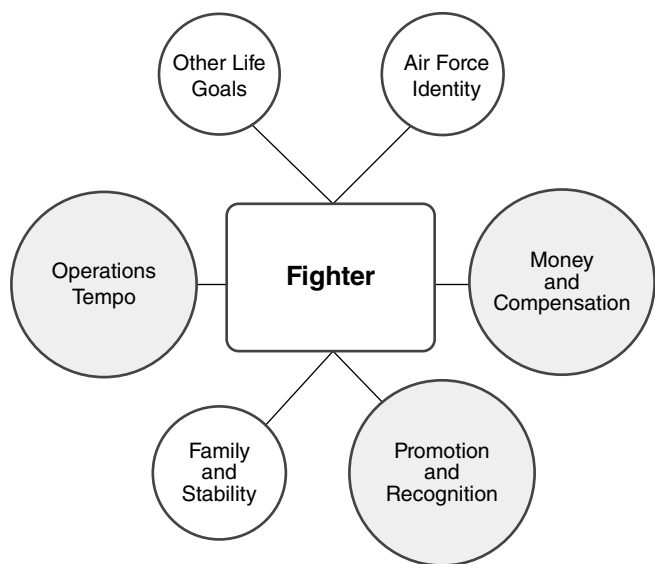 Other Life
Goals
Air Force
Identity
Operations
Tempo
Fighter
Money
and
Compensation
Family
and
Stability
Promotion
and
Recognition